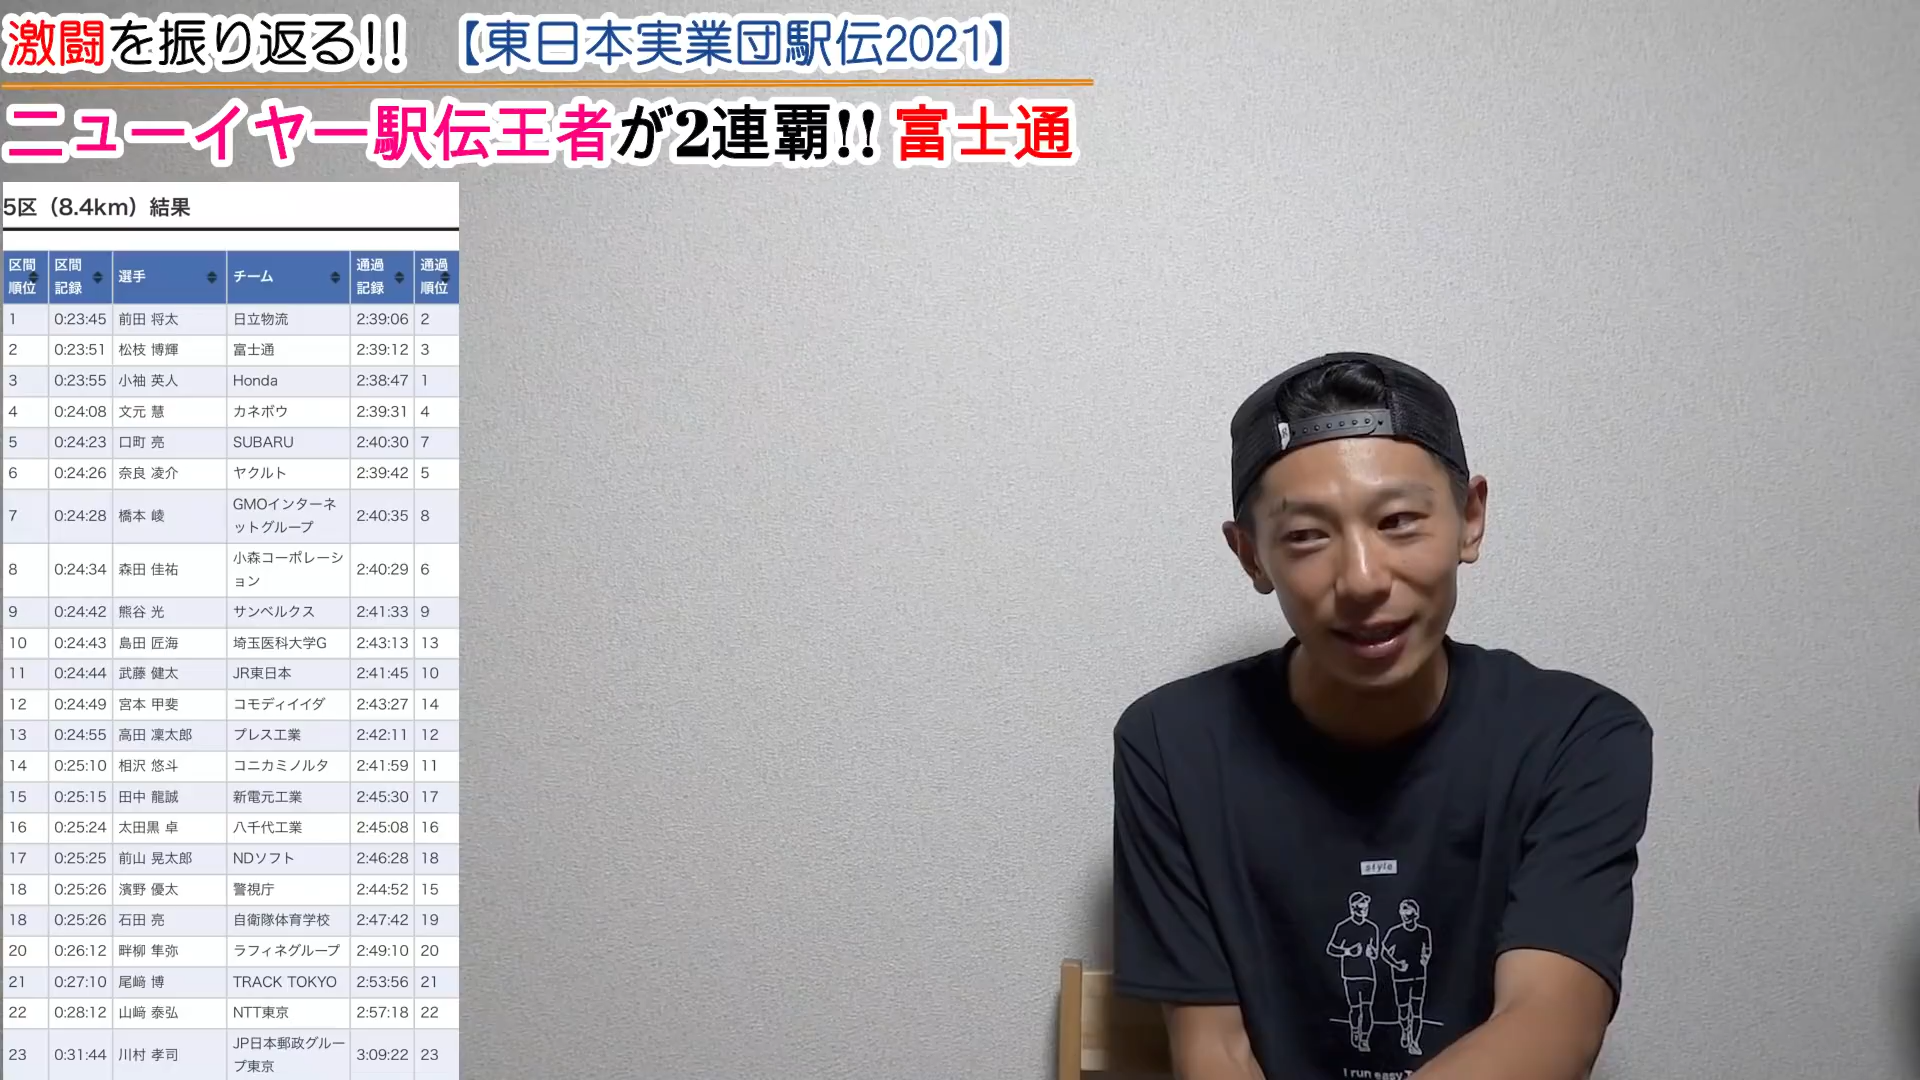 激闘を振り返る!! 【東日本実業団駅伝2021】
ニューイヤー駅伝王者が2連覇!! 富士通
5区（8.4km）結果
区間順位 区間記録 選手 チーム 通過記録 通過順位
1 0:23:45 前田 将太 日立物流 2:39:06 2
2 0:23:51 松枝 博輝 富士通 2:39:12 3
3 0:23:55 小袖 英人 Honda 2:38:47 1
4 0:24:08 文元 慧 カネボウ 2:39:31 4
5 0:24:23 口町 亮 SUBARU 2:40:30 7
6 0:24:26 奈良 凌介 ヤクルト 2:39:42 5
7 0:24:28 橋本 崚 GMOインターネットグループ 2:40:35 8
8 0:24:34 森田 佳祐 小森コーポレーション 2:40:29 6
9 0:24:42 熊谷 光 サンベルクス 2:41:33 9
10 0:24:43 島田 匠海 埼玉医科大学G 2:43:13 13
11 0:24:44 武藤 健太 JR東日本 2:41:45 10
12 0:24:49 宮本 甲斐 コモディイイダ 2:43:27 14
13 0:24:55 高田 凜太郎 プレス工業 2:42:11 12
14 0:25:10 相沢 悠斗 コニカミノルタ 2:41:59 11
15 0:25:15 田中 龍誠 新電元工業 2:45:30 17
16 0:25:24 太田黒 卓 八千代工業 2:45:08 16
17 0:25:25 前山 晃太郎 NDソフト 2:46:28 18
18 0:25:26 濱野 優太 警視庁 2:44:52 15
18 0:25:26 石田 亮 自衛隊体育学校 2:47:42 19
20 0:26:12 畔柳 隼弥 ラフィネグループ 2:49:10 20
21 0:27:10 尾﨑 博 TRACK TOKYO 2:53:56 21
22 0:28:12 山﨑 泰弘 NTT東京 2:57:18 22
23 0:31:44 川村 孝司 JP日本郵政グループ東京 3:09:22 23
style
I run easy